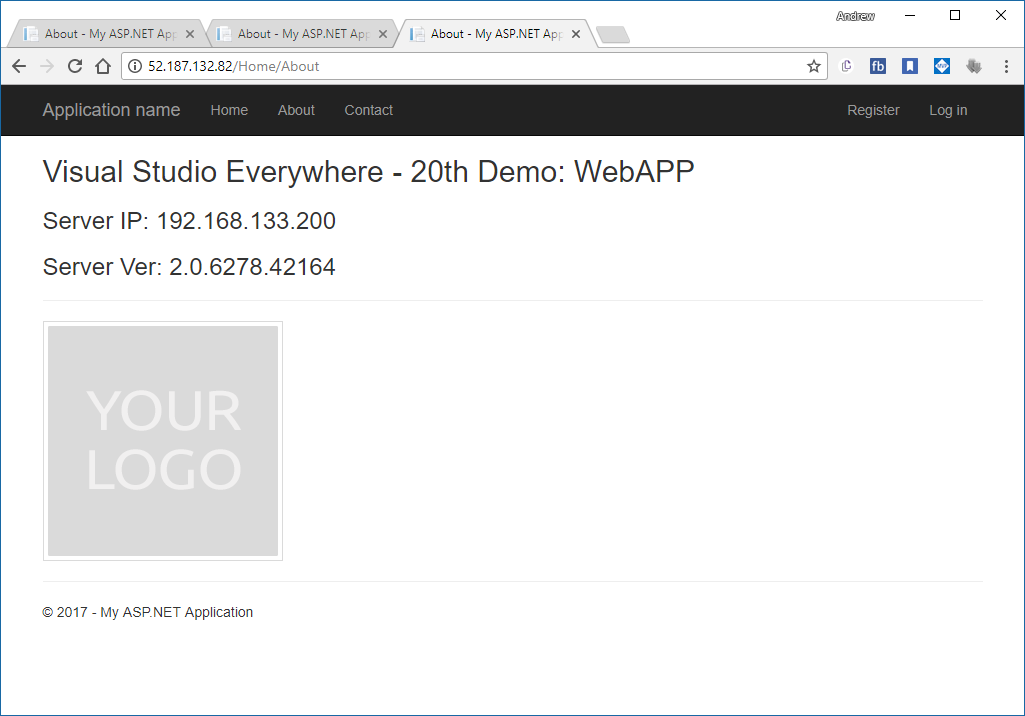 Andrew
About - My ASP.NET App
About - My ASP.NET App
About - My ASP.NET App
52.187.132.82/Home/About
fb
Application name
Home
About
Contact
Register
Log in
Visual Studio Everywhere - 20th Demo: WebAPP
Server IP: 192.168.133.200
Server Ver: 2.0.6278.42164
YOUR
LOGO
© 2017 - My ASP.NET Application